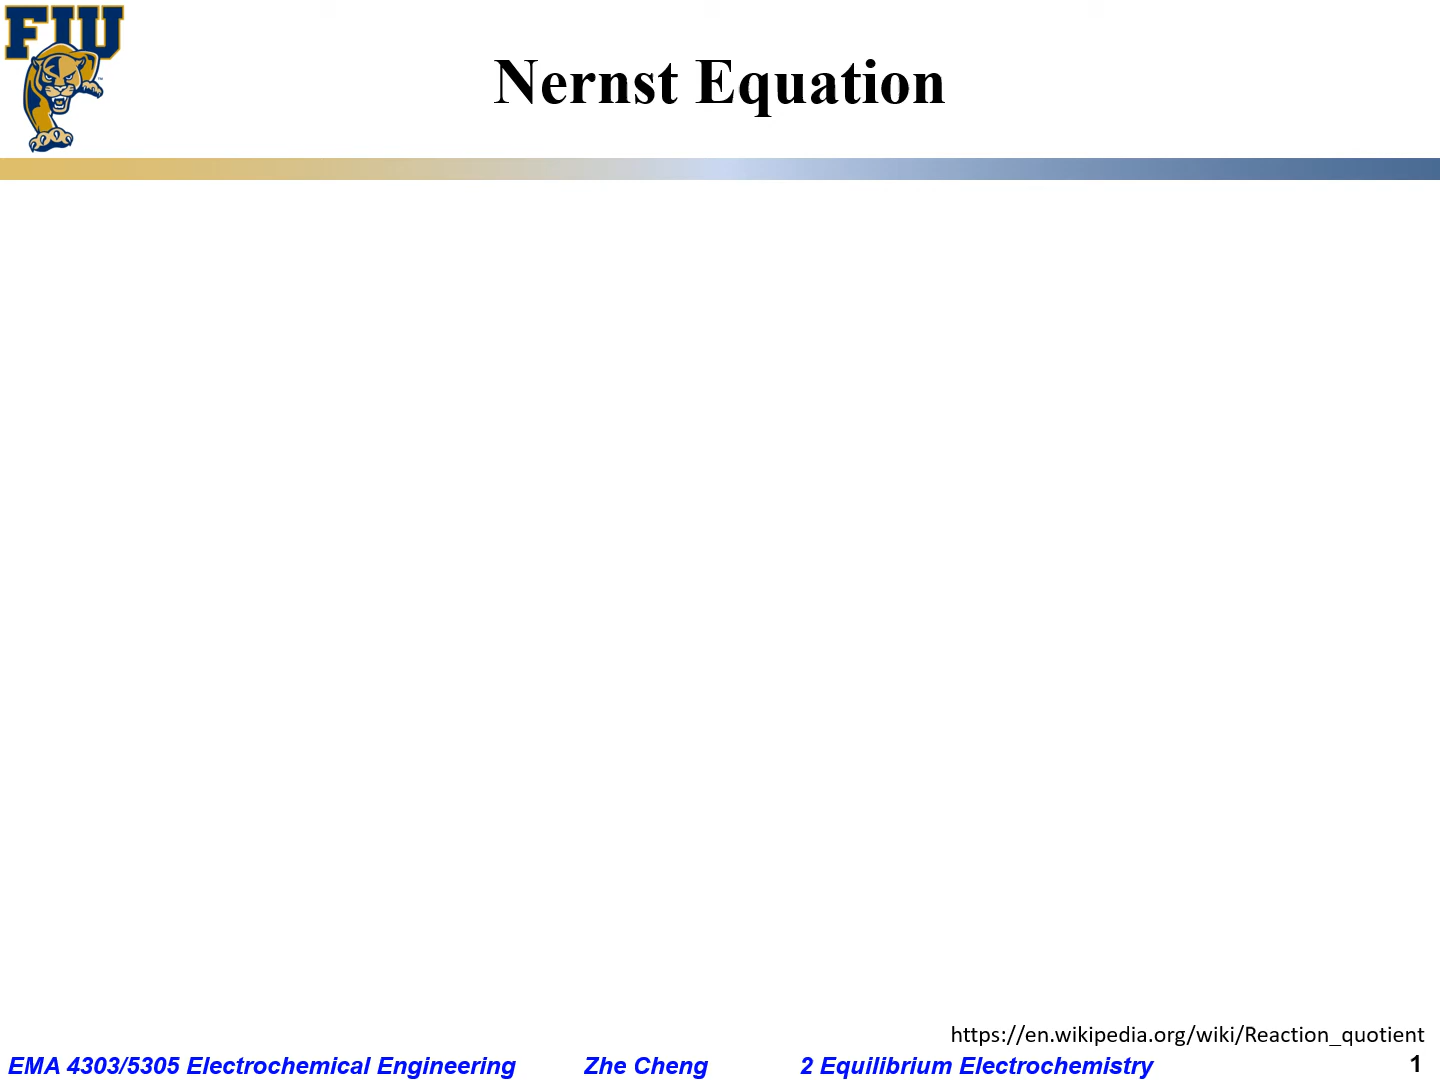 FIU
Nernst Equation
https://en.wikipedia.org/wiki/Reaction_quotient
EMA 4303/5305 Electrochemical Engineering Zhe Cheng 2 Equilibrium Electrochemistry 1